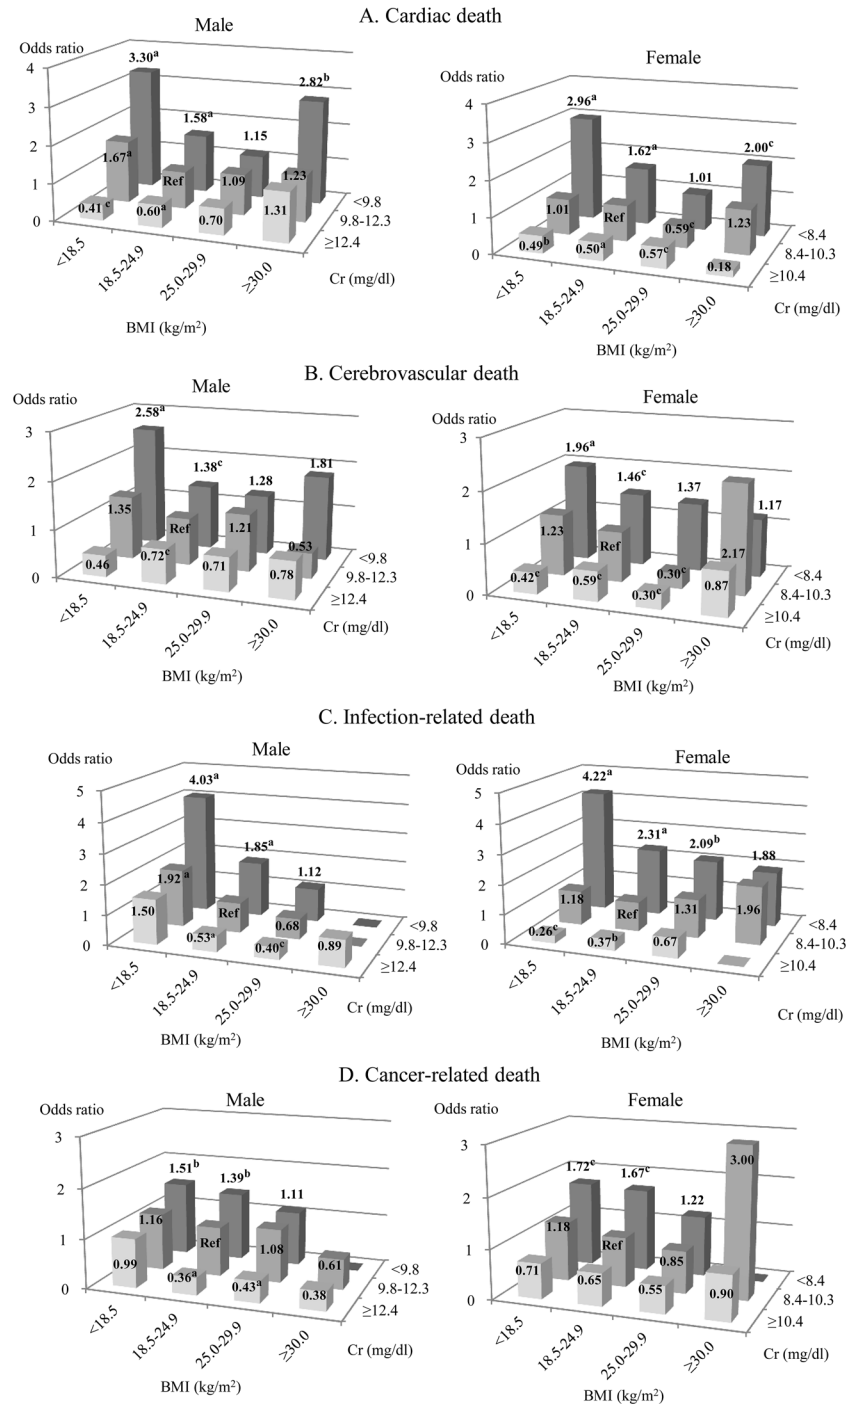 A. Cardiac death
Male
Odds ratio
4
3
2
1
0
3.30a
1.58a
1.15
2.82b
1.67a
Ref
1.09
1.23
0.41 c
0.60a
0.70
1.31
<9.8
9.8-12.3
≥12.4
Cr (mg/dl)
<18.5
18.5-24.9
25.0-29.9
≥30.0
BMI (kg/m2)
Female
Odds ratio
4
3
2
1
0
2.96a
1.62a
1.01
2.00c
1.01
Ref
0.59c
1.23
0.49b
0.50a
0.57c
0.18
<8.4
8.4-10.3
≥10.4
Cr (mg/dl)
<18.5
18.5-24.9
25.0-29.9
≥30.0
BMI (kg/m2)
B. Cerebrovascular death
Male
Odds ratio
3
2
1
0
2.58a
1.38c
1.28
1.81
1.35
Ref
1.21
0.53
0.46
0.72c
0.71
0.78
<9.8
9.8-12.3
≥12.4
Cr (mg/dl)
<18.5
18.5-24.9
25.0-29.9
≥30.0
BMI (kg/m2)
Female
Odds ratio
3
2
1
0
1.96a
1.46c
1.37
1.17
1.23
Ref
0.30c
2.17
0.42c
0.59c
0.30c
0.87
<8.4
8.4-10.3
≥10.4
Cr (mg/dl)
<18.5
18.5-24.9
25.0-29.9
≥30.0
BMI (kg/m2)
C. Infection-related death
Male
Odds ratio
5
4
3
2
1
0
4.03a
1.85a
1.12
1.92 a
Ref
0.68
1.50
0.53a
0.40c
0.89
<9.8
9.8-12.3
≥12.4
Cr (mg/dl)
<18.5
18.5-24.9
25.0-29.9
≥30.0
BMI (kg/m2)
Female
Odds ratio
5
4
3
2
1
0
4.22a
2.31a
2.09b
1.88
1.18
Ref
1.31
1.96
0.26c
0.37b
0.67
<8.4
8.4-10.3
≥10.4
Cr (mg/dl)
<18.5
18.5-24.9
25.0-29.9
≥30.0
BMI (kg/m2)
D. Cancer-related death
Male
Odds ratio
3
2
1
0
1.51b
1.39b
1.11
1.16
Ref
1.08
0.61
0.99
0.36a
0.43a
0.38
<9.8
9.8-12.3
≥12.4
Cr (mg/dl)
<18.5
18.5-24.9
25.0-29.9
≥30.0
BMI (kg/m2)
Female
Odds ratio
3
2
1
0
1.72c
1.67c
1.22
3.00
1.18
Ref
0.85
0.71
0.65
0.55
0.90
<8.4
8.4-10.3
≥10.4
Cr (mg/dl)
<18.5
18.5-24.9
25.0-29.9
≥30.0
BMI (kg/m2)